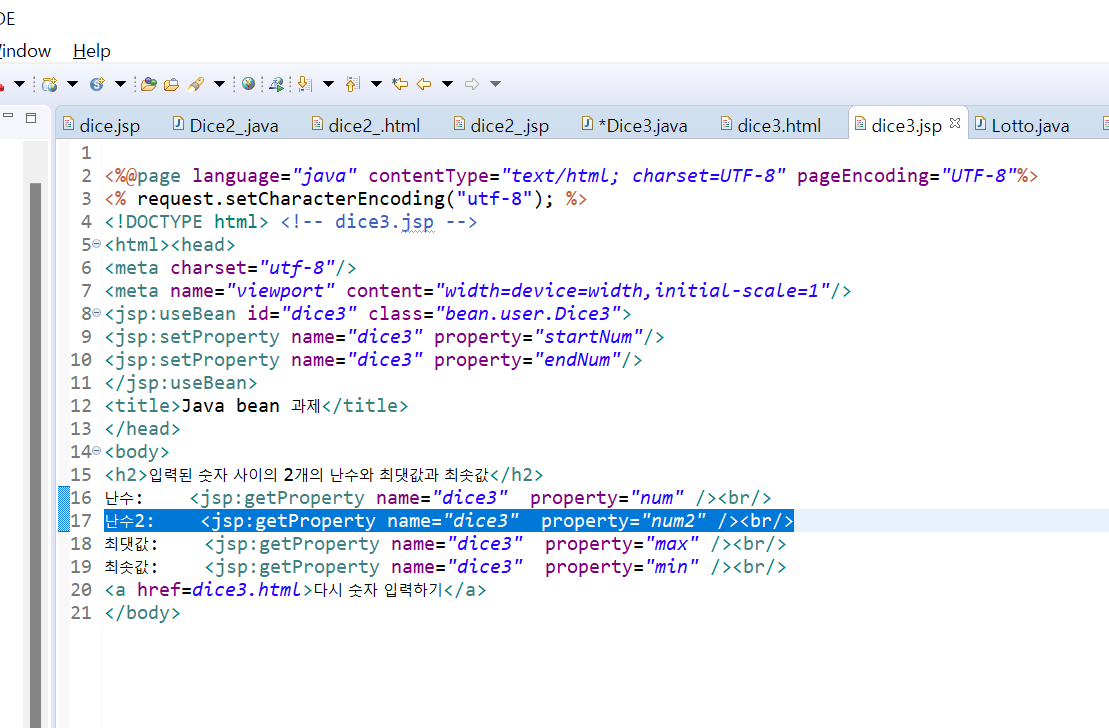 DE
Window Help
dice.jsp Dice2_.java dice2_.html dice2_.jsp *Dice3.java dice3.html dice3.jsp Lotto.java
1
2 <%@page language="java" contentType="text/html; charset=UTF-8" pageEncoding="UTF-8"%>
3 <% request.setCharacterEncoding("utf-8"); %>
4 <!DOCTYPE html> <!-- dice3.jsp -->
5 <html><head>
6 <meta charset="utf-8"/>
7 <meta name="viewport" content="width=device=width,initial-scale=1"/>
8 <jsp:useBean id="dice3" class="bean.user.Dice3">
9 <jsp:setProperty name="dice3" property="startNum"/>
10 <jsp:setProperty name="dice3" property="endNum"/>
11 </jsp:useBean>
12 <title>Java bean 과제</title>
13 </head>
14 <body>
15 <h2>입력된 숫자 사이의 2개의 난수와 최댓값과 최솟값</h2>
16 난수: <jsp:getProperty name="dice3" property="num" /><br/>
17 난수2: <jsp:getProperty name="dice3" property="num2" /><br/>
18 최댓값: <jsp:getProperty name="dice3" property="max" /><br/>
19 최솟값: <jsp:getProperty name="dice3" property="min" /><br/>
20 <a href=dice3.html>다시 숫자 입력하기</a>
21 </body>